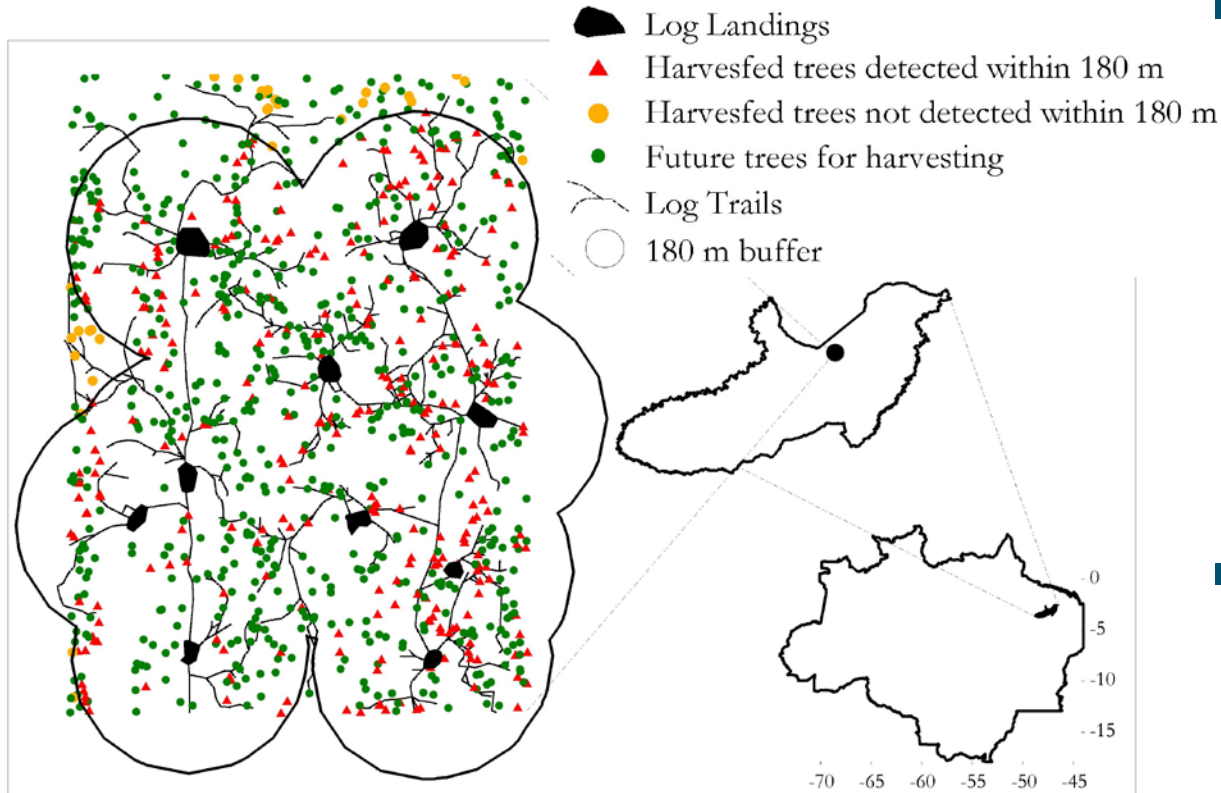 Log Landings
Harvesfed trees detected within 180 m
Harvesfed trees not detected within 180 m
Future trees for harvesting
Log Trails
180 m buffer
- 0
-5
-10
- -15
-70 -65 -60 -55 -50 -45